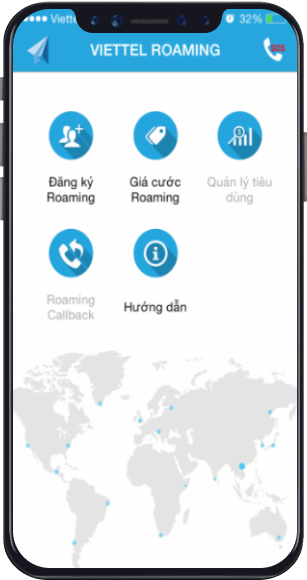 Viette
32%
VIETTEL ROAMING
SOS
Đăng ký
Roaming
Giá cước
Roaming
Quản lý tiêu
dùng
Roaming
Callback
Hướng dẫn